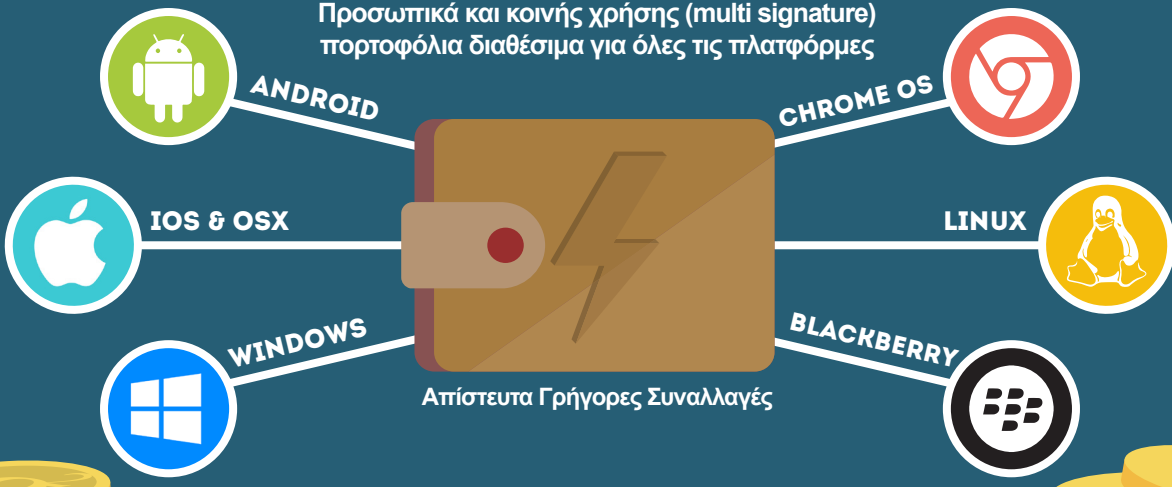 Προσωπικά και κοινής χρήσης (multi signature)
πορτοφόλια διαθέσιμα για όλες τις πλατφόρμες
ANDROID
CHROME OS
IOS & OSX
LINUX
WINDOWS
BLACKBERRY
Απίστευτα Γρήγορες Συναλλαγές